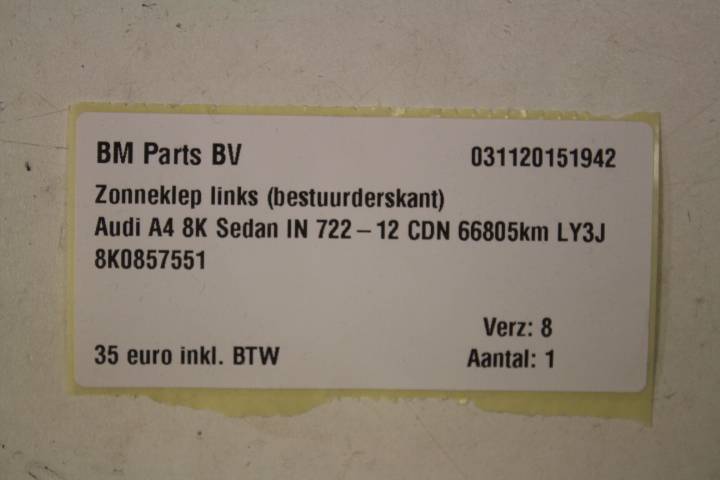 BM Parts BV 031120151942
Zonneklep links (bestuurderskant)
Audi A4 8K Sedan IN 722 – 12 CDN 66805km LY3J
8K0857551
Verz: 8
35 euro inkl. BTW Aantal: 1